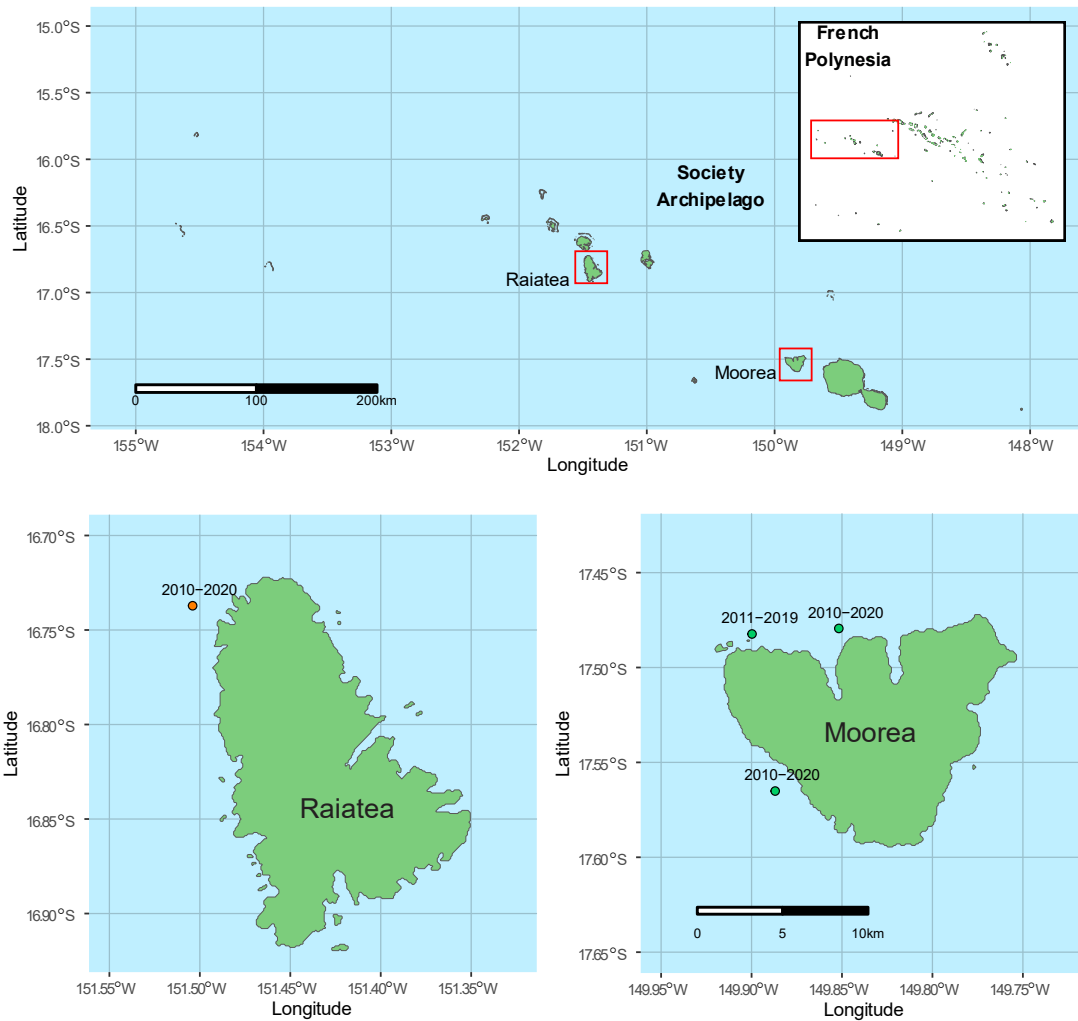 15.0°S
15.5°S
16.0°S
16.5°S
17.0°S
17.5°S
18.0°S
Latitude
French
Polynesia
Society
Archipelago
Raiatea
Moorea
0 100 200km
155°W 154°W 153°W 152°W 151°W 150°W 149°W 148°W
Longitude
16.70°S
16.75°S
16.80°S
16.85°S
16.90°S
Latitude
2010−2020
Raiatea
151.55°W 151.50°W 151.45°W 151.40°W 151.35°W
Longitude
17.45°S
17.50°S
17.55°S
17.60°S
17.65°S
Latitude
2011−2019 2010−2020
Moorea
2010−2020
0 5 10km
149.95°W 149.90°W 149.85°W 149.80°W 149.75°W
Longitude